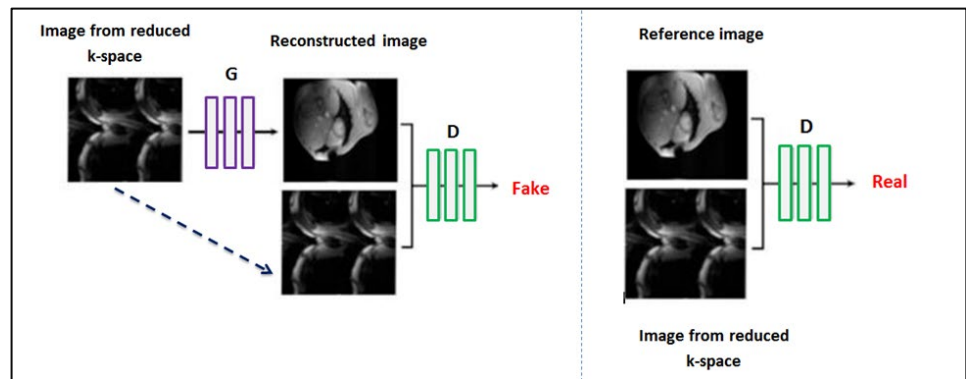 Image from reduced
k-space
Reconstructed image
G
D
Fake
Reference image
D
Real
Image from reduced
k-space